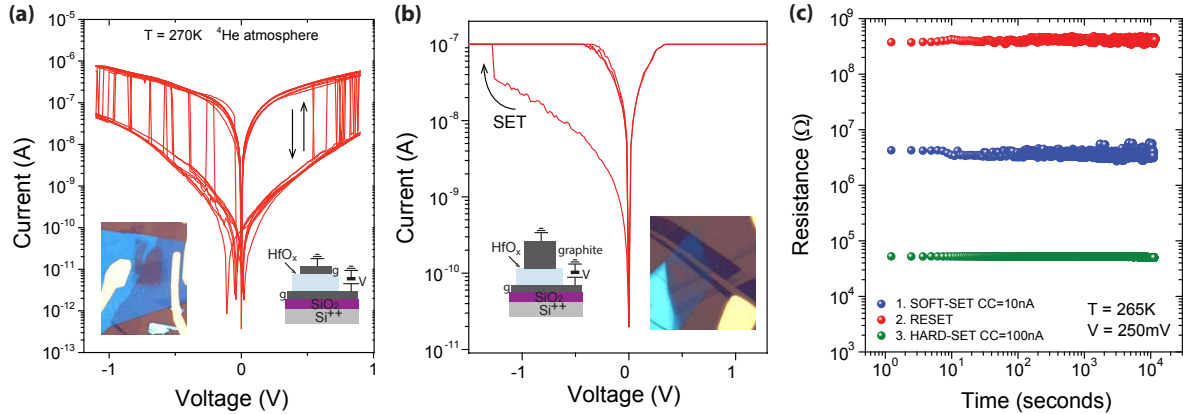 (a)
T = 270K ⁴He atmosphere
Current (A)
10⁻⁵
10⁻⁶
10⁻⁷
10⁻⁸
10⁻⁹
10⁻¹⁰
10⁻¹¹
10⁻¹²
10⁻¹³
HfOₓ
g
g
V
SiO₂
Si⁺⁺
-1
0
1
Voltage (V)
(b)
Current (A)
10⁻⁷
10⁻⁸
10⁻⁹
10⁻¹⁰
10⁻¹¹
SET
HfOₓ
graphite
g
V
SiO₂
Si⁺⁺
-1
0
1
Voltage (V)
(c)
Resistance (Ω)
10⁹
10⁸
10⁷
10⁶
10⁵
10⁴
10³
10²
1. SOFT-SET CC=10nA
2. RESET
3. HARD-SET CC=100nA
T = 265K
V = 250mV
10⁰
10¹
10²
10³
10⁴
Time (seconds)